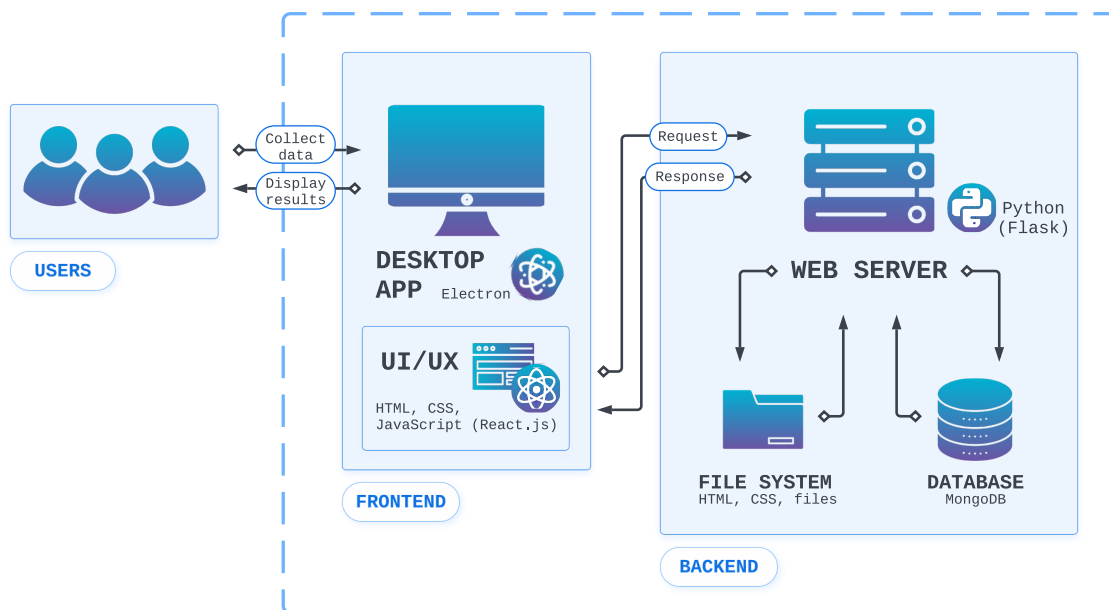 USERS
Collect
data
Display
results
DESKTOP
APP
Electron
UI/UX
HTML, CSS,
JavaScript (React.js)
FRONTEND
Request
Response
Python
(Flask)
WEB SERVER
FILE SYSTEM
HTML, CSS, files
DATABASE
MongoDB
BACKEND